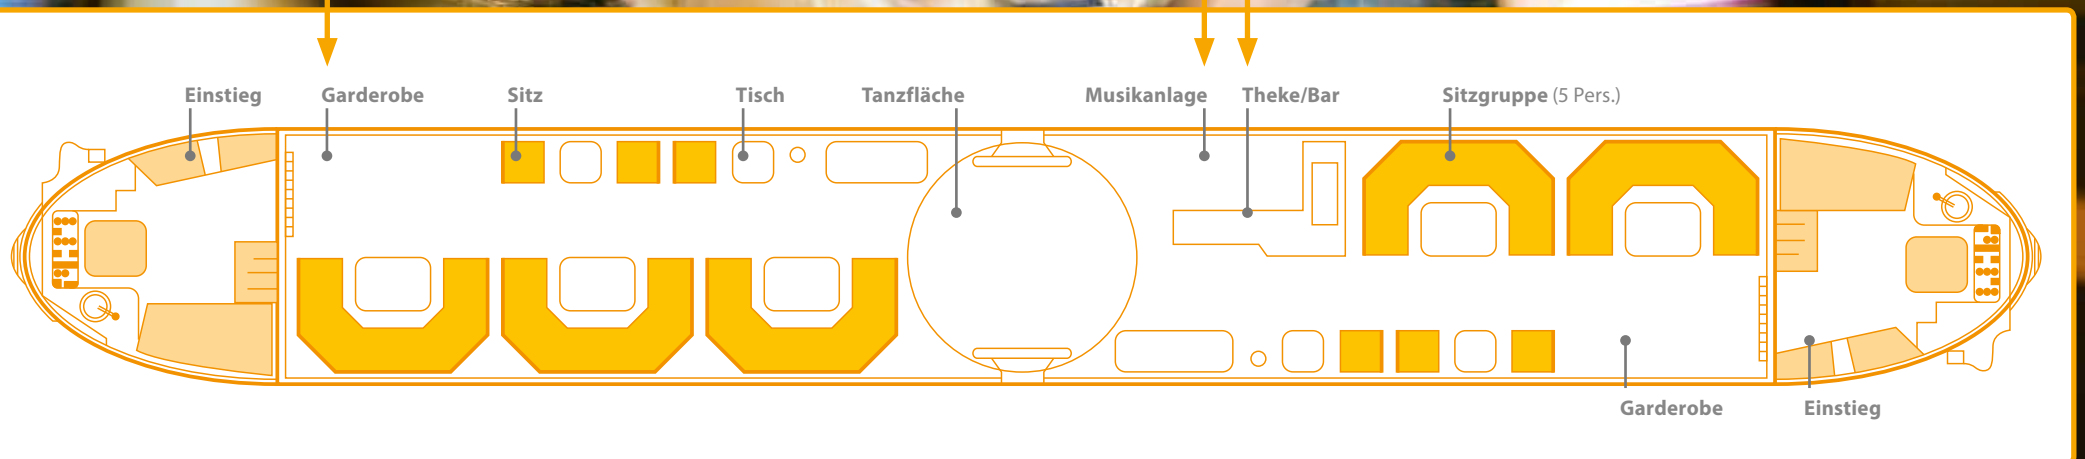 Einstieg
Garderobe
Sitz
Tisch
Tanzfläche
Musikanlage
Theke/Bar
Sitzgruppe (5 Pers.)
Garderobe
Einstieg